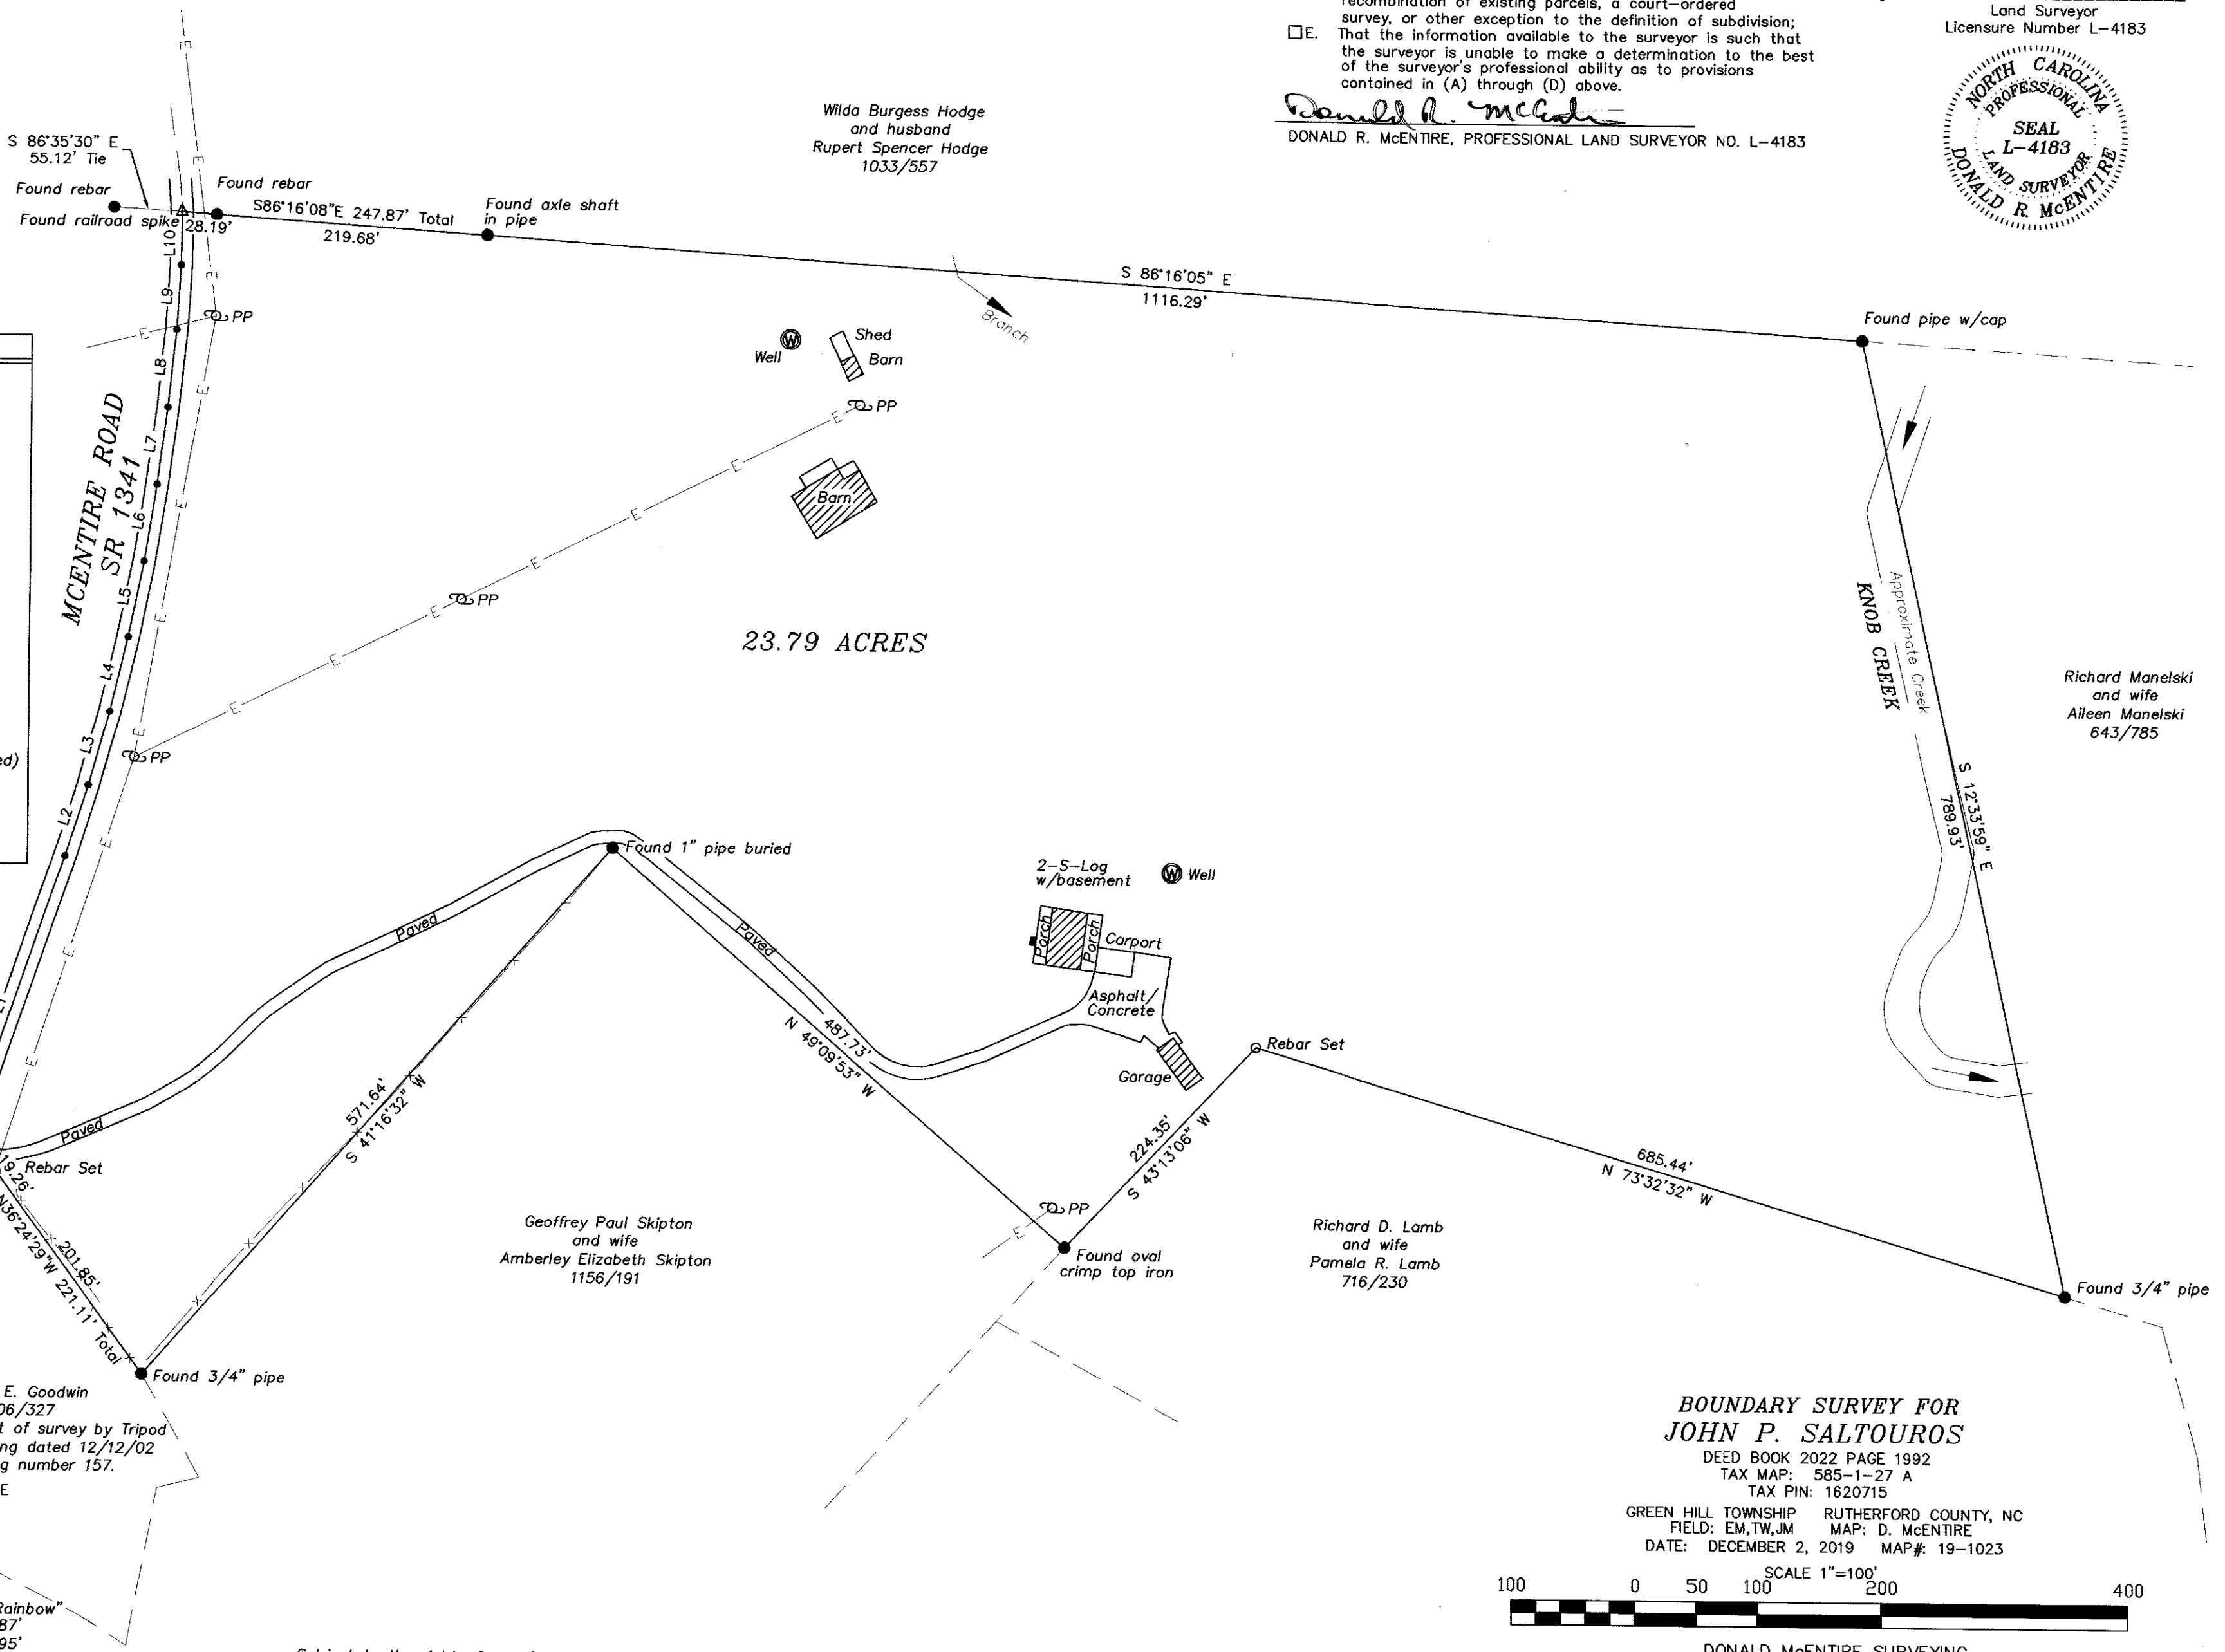 recombination of existing parcels, a court-ordered
survey, or other exception to the definition of subdivision;
□E. That the information available to the surveyor is such that
the surveyor is unable to make a determination to the best
of the surveyor's professional ability as to provisions
contained in (A) through (D) above.
Donald R. McEntire
DONALD R. McENTIRE, PROFESSIONAL LAND SURVEYOR NO. L-4183
Land Surveyor
Licensure Number L-4183
NORTH CAROLINA
PROFESSIONAL
SEAL
L-4183
LAND SURVEYOR
DONALD R McENTIRE
Wilda Burgess Hodge
and husband
Rupert Spencer Hodge
1033/557
S 86°35'30" E
55.12' Tie
Found rebar
Found rebar
Found railroad spike
28.19'
S86°16'08"E 247.87' Total
219.68'
Found axle shaft
in pipe
S 86°16'05" E
1116.29'
Branch
Found pipe w/cap
L10
L9
L8
L7
L6
L5
L4
L3
L2
L1
MCENTIRE ROAD
SR 1341
E
E
E
E
E
E
E
E
E
E
E
E
PP
Well
W
Shed
Barn
PP
E
E
E
E
E
E
E
Barn
PP
PP
23.79 ACRES
KNOB CREEK
Approximate Creek
Richard Manelski
and wife
Aileen Manelski
643/785
S 12°33'59" E
789.93'
ed)
Found 1" pipe buried
Paved
Paved
Paved
2-S-Log
w/basement
W Well
Porch
Porch
Carport
Asphalt/
Concrete
Garage
Rebar Set
487.73'
N 49°09'53" W
571.64'
S 41°16'32" W
224.35'
S 43°13'06" W
685.44'
N 73°32'32" W
Rebar Set
19.26'
201.85'
N36°24'29"W 221.11' Total
Found 3/4" pipe
PP
E
Found oval
crimp top iron
Geoffrey Paul Skipton
and wife
Amberley Elizabeth Skipton
1156/191
Richard D. Lamb
and wife
Pamela R. Lamb
716/230
Found 3/4" pipe
E. Goodwin
06/327
t of survey by Tripod
ng dated 12/12/02
g number 157.
E
Rainbow"
87'
95'
BOUNDARY SURVEY FOR
JOHN P. SALTOUROS
DEED BOOK 2022 PAGE 1992
TAX MAP: 585-1-27 A
TAX PIN: 1620715
GREEN HILL TOWNSHIP RUTHERFORD COUNTY, NC
FIELD: EM,TW,JM MAP: D. McENTIRE
DATE: DECEMBER 2, 2019 MAP#: 19-1023
SCALE 1"=100'
100 0 50 100 200 400
DONALD McENTIRE SURVEYING